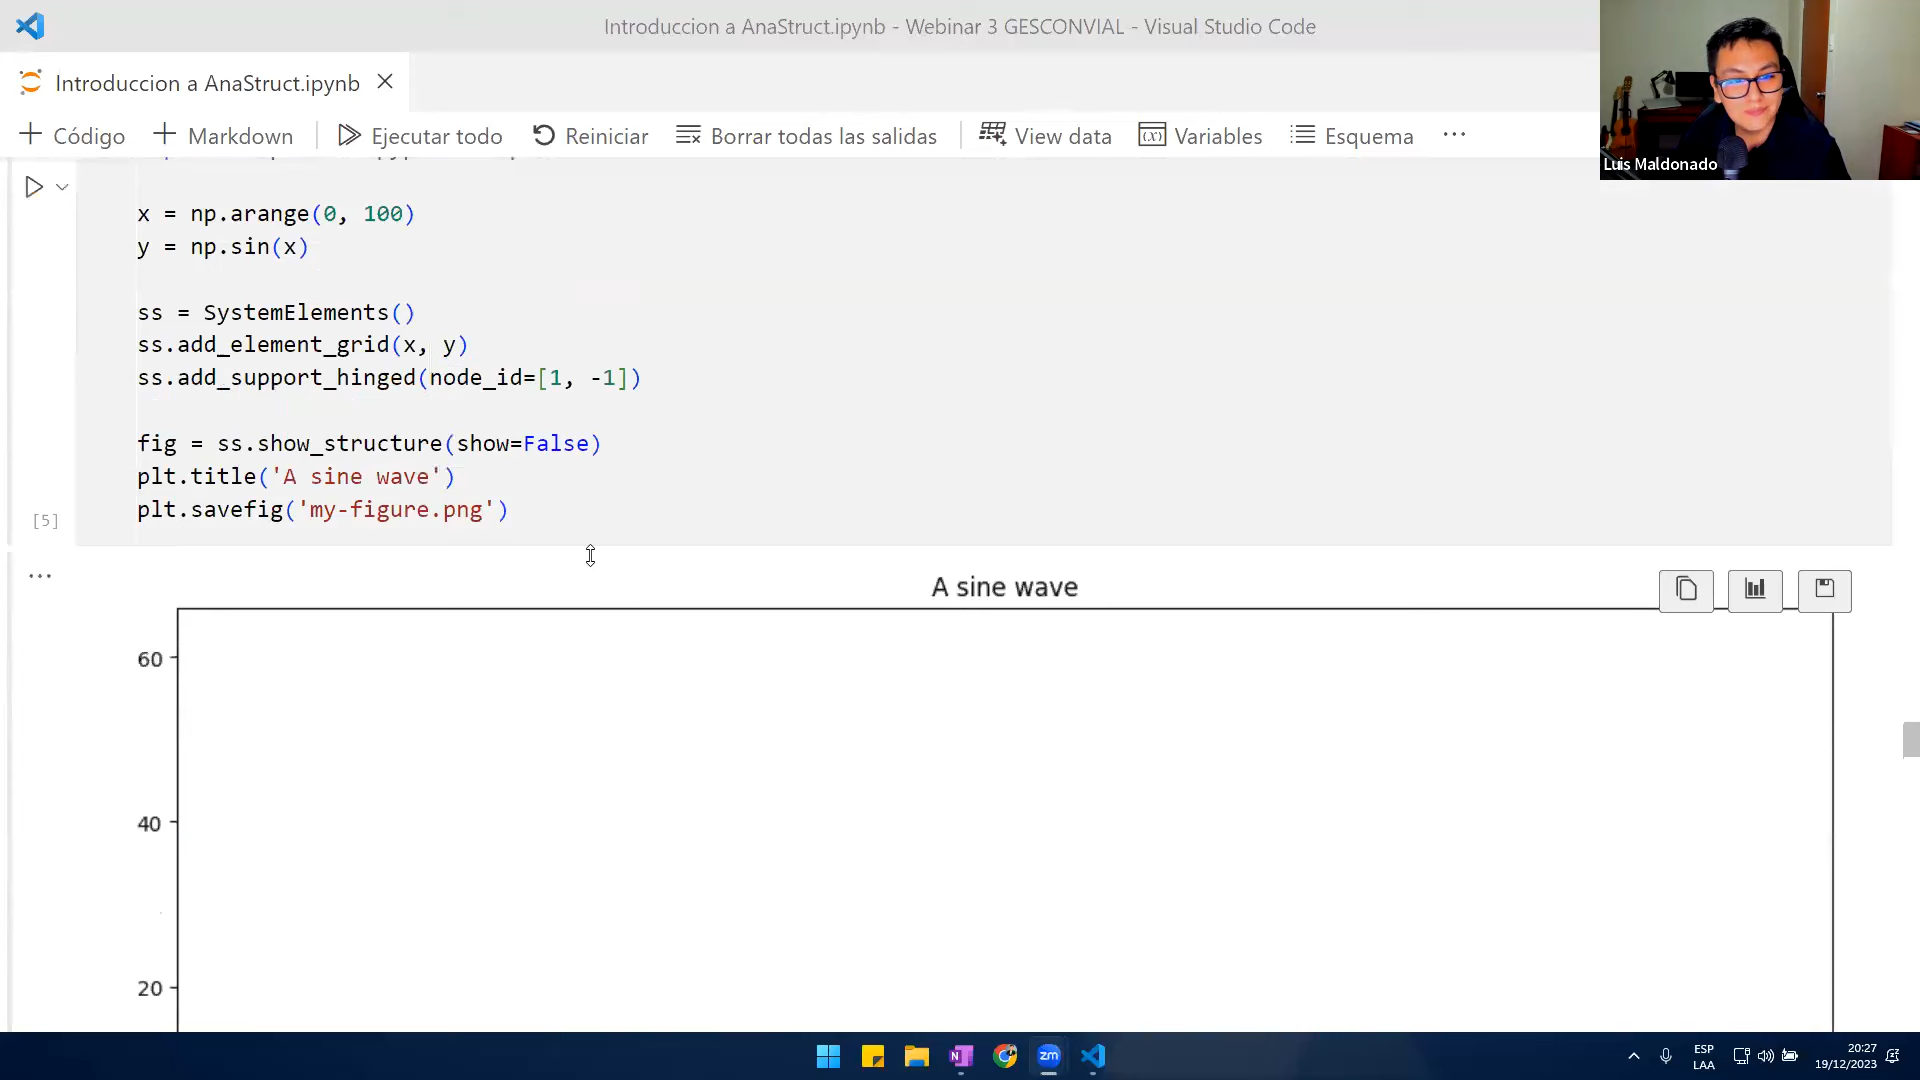 Introduccion a AnaStruct.ipynb - Webinar 3 GESCONVIAL - Visual Studio Code
Introduccion a AnaStruct.ipynb
Código
Markdown
Ejecutar todo
Reiniciar
Borrar todas las salidas
View data
Variables
Esquema
Luis Maldonado
x = np.arange(0, 100)
y = np.sin(x)
ss = SystemElements()
ss.add_element_grid(x, y)
ss.add_support_hinged(node_id=[1, -1])
fig = ss.show_structure(show=False)
plt.title('A sine wave')
plt.savefig('my-figure.png')
[5]
A sine wave
60
40
20
zm
ESP
LAA
20:27
19/12/2023